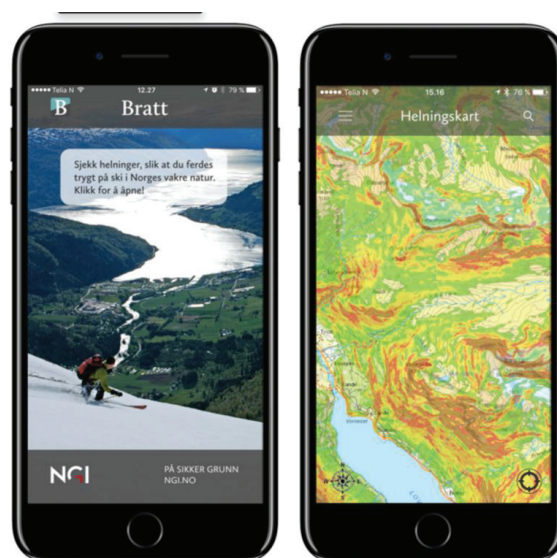 Telia N
12.27
79 %
B
Bratt
Sjekk helninger, slik at du ferdes
trygt på ski i Norges vakre natur.
Klikk for å åpne!
NGI
PÅ SIKKER GRUNN
NGI.NO
Telia N
15.16
76 %
Helningskart